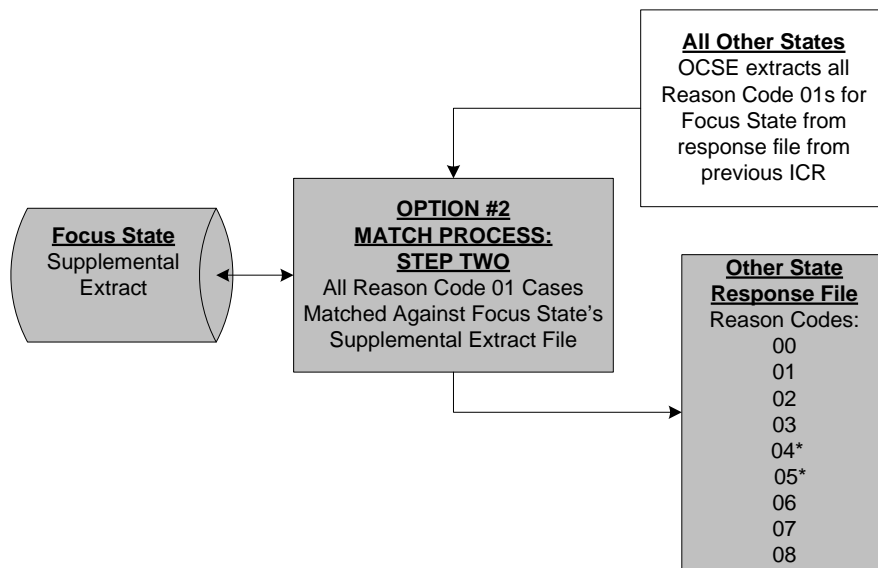 All Other States
OCSE extracts all
Reason Code 01s for
Focus State from
response file from
previous ICR
Focus State
Supplemental
Extract
OPTION #2
MATCH PROCESS:
STEP TWO
All Reason Code 01 Cases
Matched Against Focus State’s
Supplemental Extract File
Other State
Response File
Reason Codes:
00
01
02
03
04*
05*
06
07
08